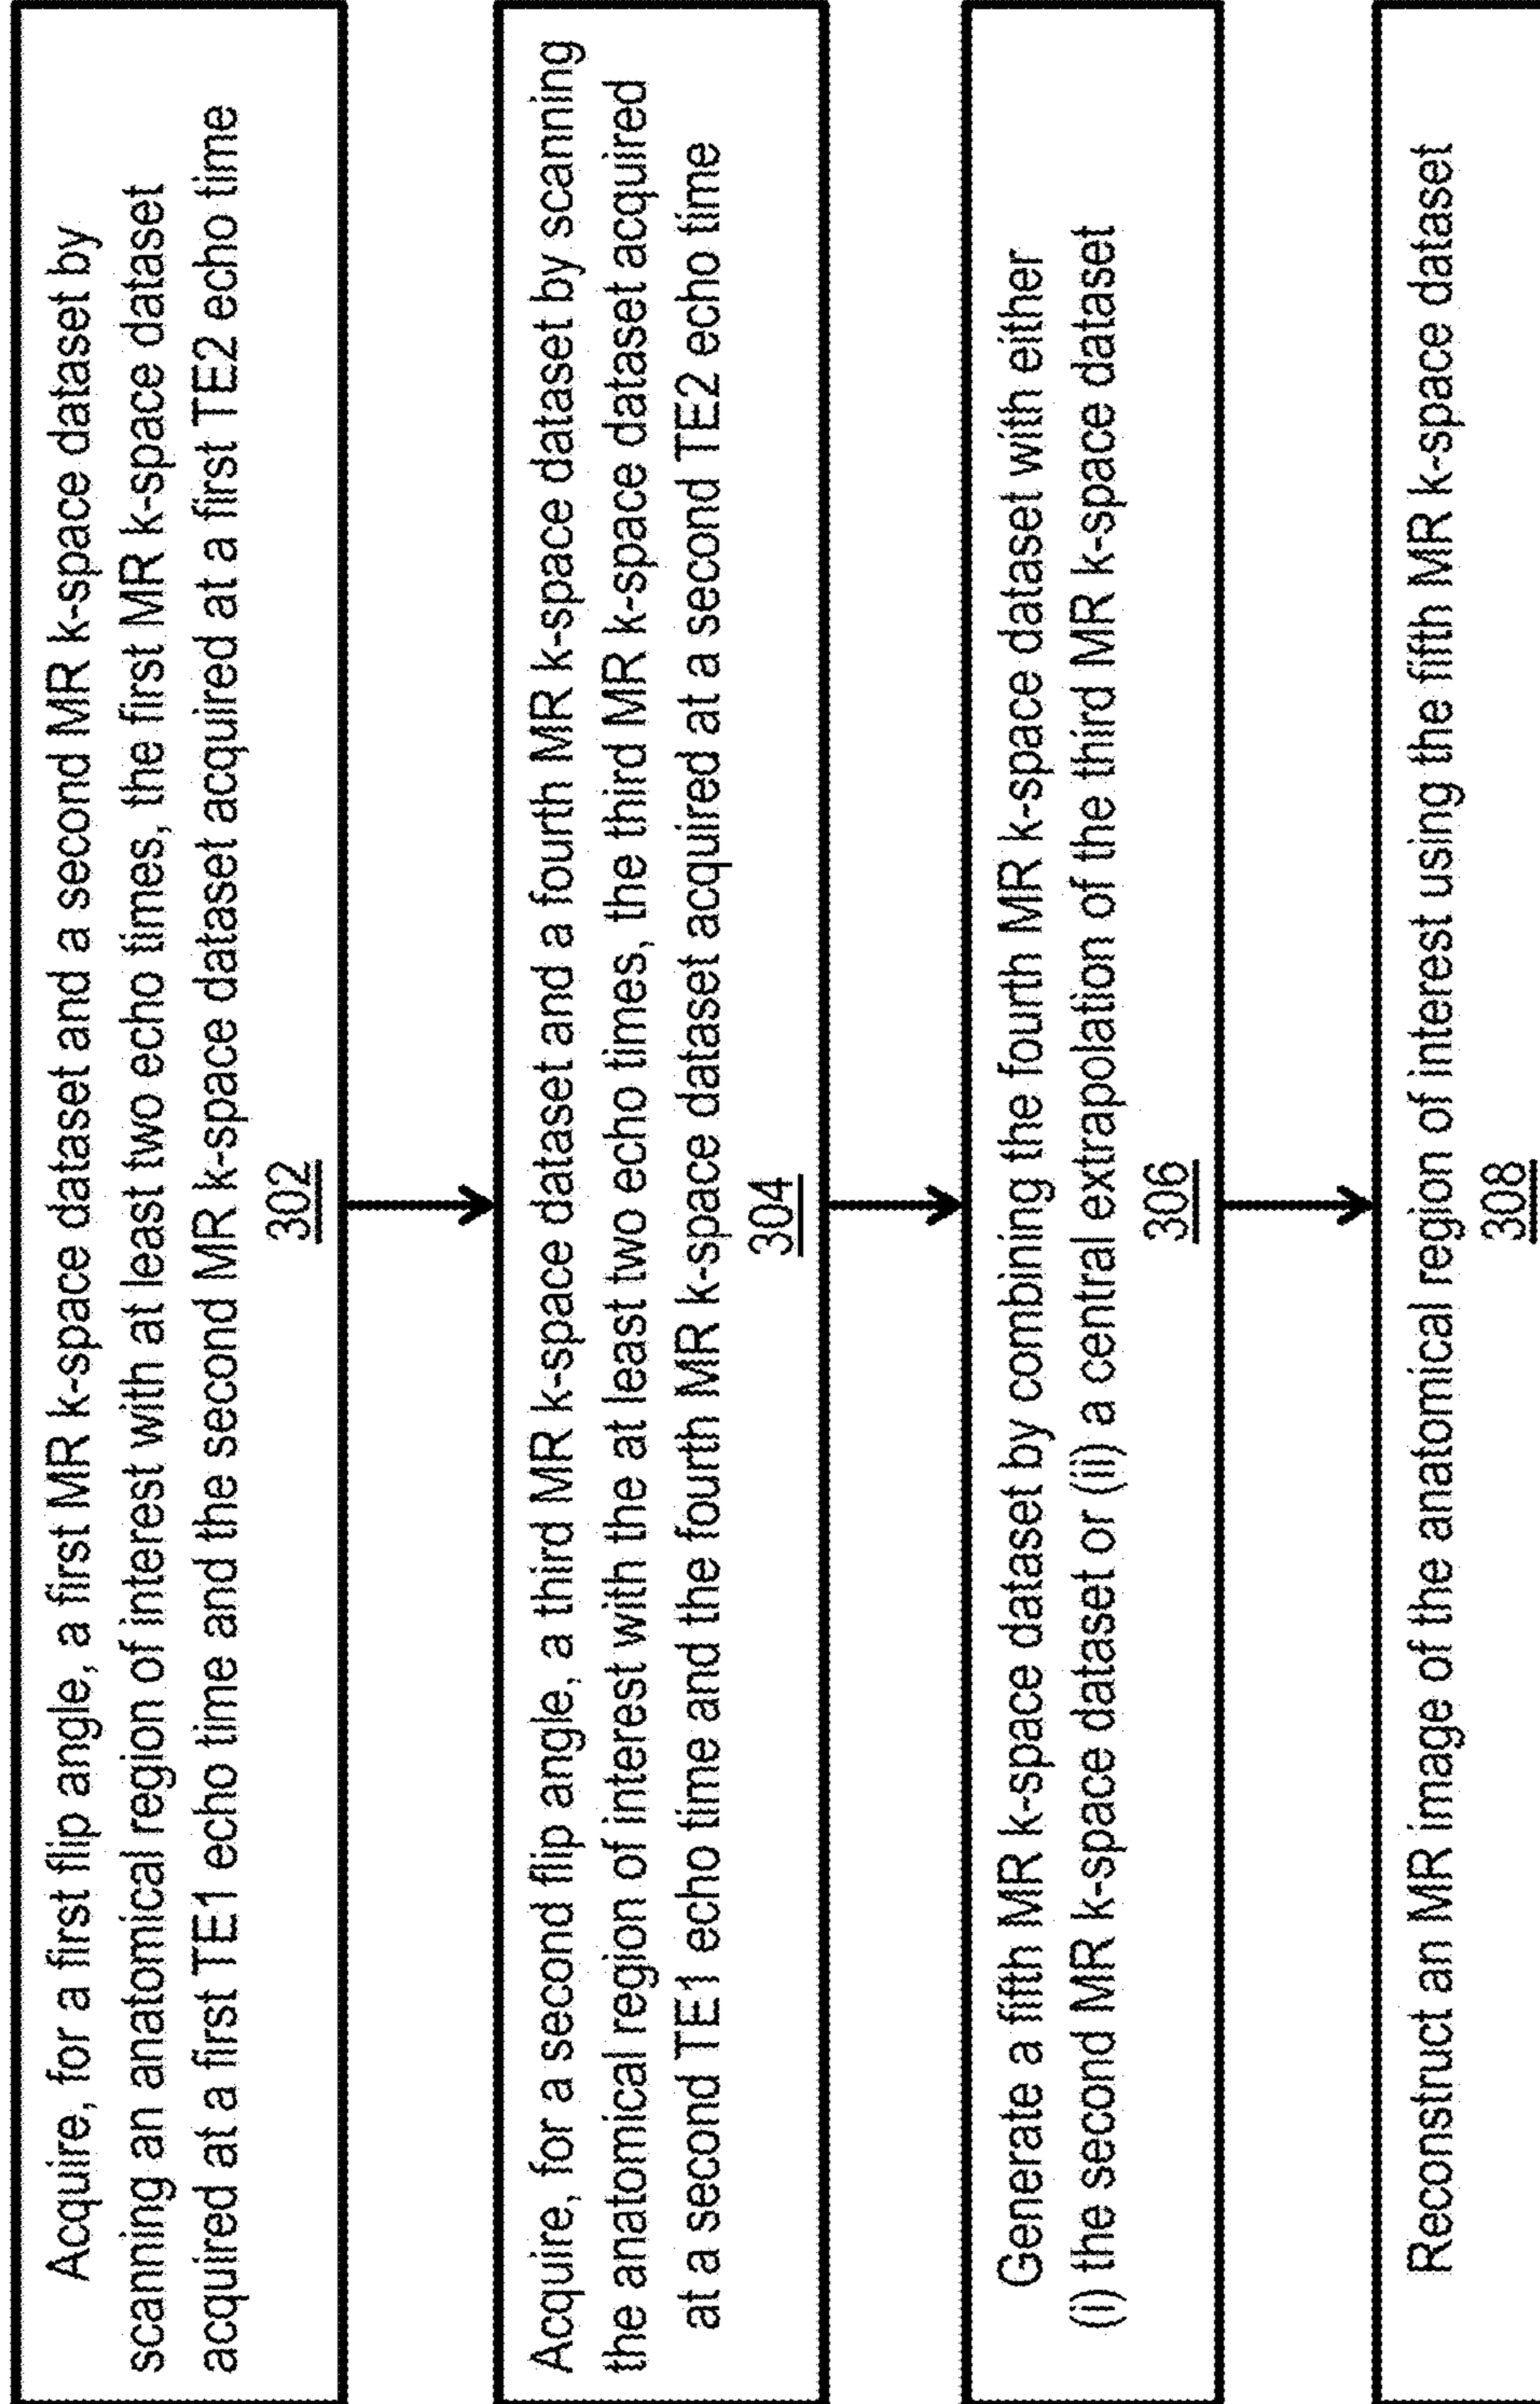 Acquire, for a first flip angle, a first MR k-space dataset and a second MR k-space dataset by
scanning an anatomical region of interest with at least two echo times, the first MR k-space dataset
acquired at a first TE1 echo time and the second MR k-space dataset acquired at a first TE2 echo time
302
Acquire, for a second flip angle, a third MR k-space dataset and a fourth MR k-space dataset by scanning
the anatomical region of interest with the at least two echo times, the third MR k-space dataset acquired
at a second TE1 echo time and the fourth MR k-space dataset acquired at a second TE2 echo time
304
Generate a fifth MR k-space dataset by combining the fourth MR k-space dataset with either
(i) the second MR k-space dataset or (ii) a central extrapolation of the third MR k-space dataset
306
Reconstruct an MR image of the anatomical region of interest using the fifth MR k-space dataset
308